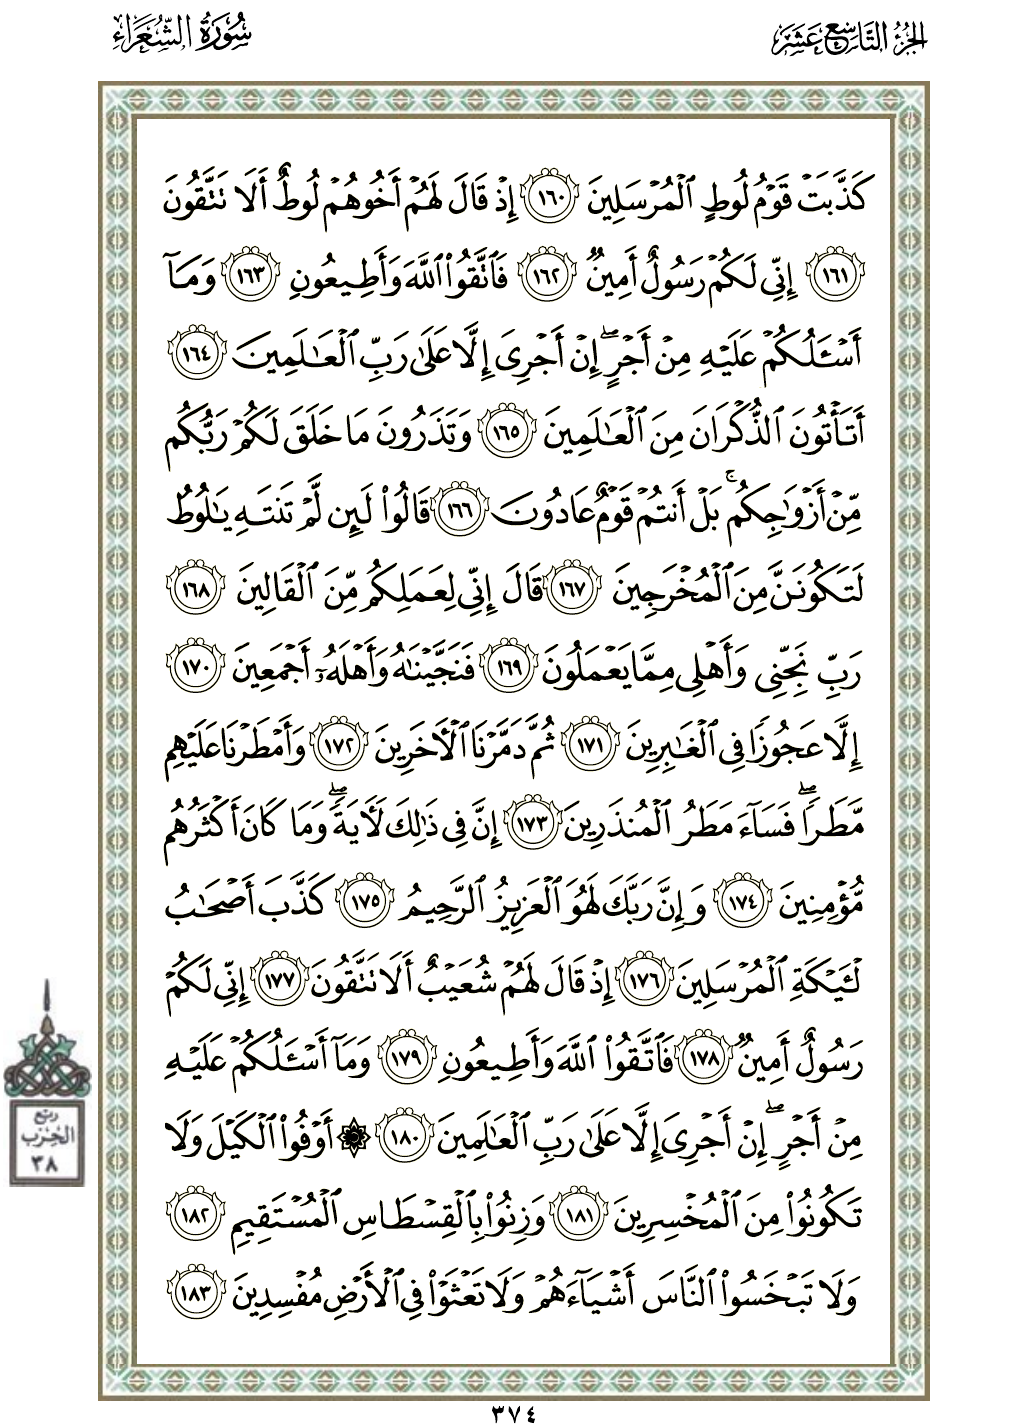 الجزء التاسع عشر
سورة الشعراء
كَذَّبَتْ قَوْمُ لُوطٍ ٱلْمُرْسَلِينَ ١٦٠ إِذْ قَالَ لَهُمْ أَخُوهُمْ لُوطٌ أَلَا تَتَّقُونَ
١٦١ إِنِّى لَكُمْ رَسُولٌ أَمِينٌ ١٦٢ فَٱتَّقُوا۟ ٱللَّهَ وَأَطِيعُونِ ١٦٣ وَمَآ
أَسْـَٔلُكُمْ عَلَيْهِ مِنْ أَجْرٍ ۖ إِنْ أَجْرِىَ إِلَّا عَلَىٰ رَبِّ ٱلْعَـٰلَمِينَ ١٦٤
أَتَأْتُونَ ٱلذُّكْرَانَ مِنَ ٱلْعَـٰلَمِينَ ١٦٥ وَتَذَرُونَ مَا خَلَقَ لَكُمْ رَبُّكُم
مِّنْ أَزْوَٰجِكُم ۚ بَلْ أَنتُمْ قَوْمٌ عَادُونَ ١٦٦ قَالُوا۟ لَئِن لَّمْ تَنتَهِ يَـٰلُوطُ
لَتَكُونَنَّ مِنَ ٱلْمُخْرَجِينَ ١٦٧ قَالَ إِنِّى لِعَمَلِكُم مِّنَ ٱلْقَالِينَ ١٦٨
رَبِّ نَجِّنِى وَأَهْلِى مِمَّا يَعْمَلُونَ ١٦٩ فَنَجَّيْنَـٰهُ وَأَهْلَهُۥٓ أَجْمَعِينَ ١٧٠
إِلَّا عَجُوزًا فِى ٱلْغَـٰبِرِينَ ١٧١ ثُمَّ دَمَّرْنَا ٱلْـَٔاخَرِينَ ١٧٢ وَأَمْطَرْنَا عَلَيْهِم
مَّطَرًا ۖ فَسَآءَ مَطَرُ ٱلْمُنذَرِينَ ١٧٣ إِنَّ فِى ذَٰلِكَ لَـَٔايَةً ۖ وَمَا كَانَ أَكْثَرُهُم
مُّؤْمِنِينَ ١٧٤ وَإِنَّ رَبَّكَ لَهُوَ ٱلْعَزِيزُ ٱلرَّحِيمُ ١٧٥ كَذَّبَ أَصْحَـٰبُ
لْـَٔيْكَةِ ٱلْمُرْسَلِينَ ١٧٦ إِذْ قَالَ لَهُمْ شُعَيْبٌ أَلَا تَتَّقُونَ ١٧٧ إِنِّى لَكُمْ
رَسُولٌ أَمِينٌ ١٧٨ فَٱتَّقُوا۟ ٱللَّهَ وَأَطِيعُونِ ١٧٩ وَمَآ أَسْـَٔلُكُمْ عَلَيْهِ
مِنْ أَجْرٍ ۖ إِنْ أَجْرِىَ إِلَّا عَلَىٰ رَبِّ ٱلْعَـٰلَمِينَ ١٨٠ ۞ أَوْفُوا۟ ٱلْكَيْلَ وَلَا
تَكُونُوا۟ مِنَ ٱلْمُخْسِرِينَ ١٨١ وَزِنُوا۟ بِٱلْقِسْطَاسِ ٱلْمُسْتَقِيمِ ١٨٢
وَلَا تَبْخَسُوا۟ ٱلنَّاسَ أَشْيَآءَهُمْ وَلَا تَعْثَوْا۟ فِى ٱلْأَرْضِ مُفْسِدِينَ ١٨٣
ربع
الحزب
٣٨
٣٧٤